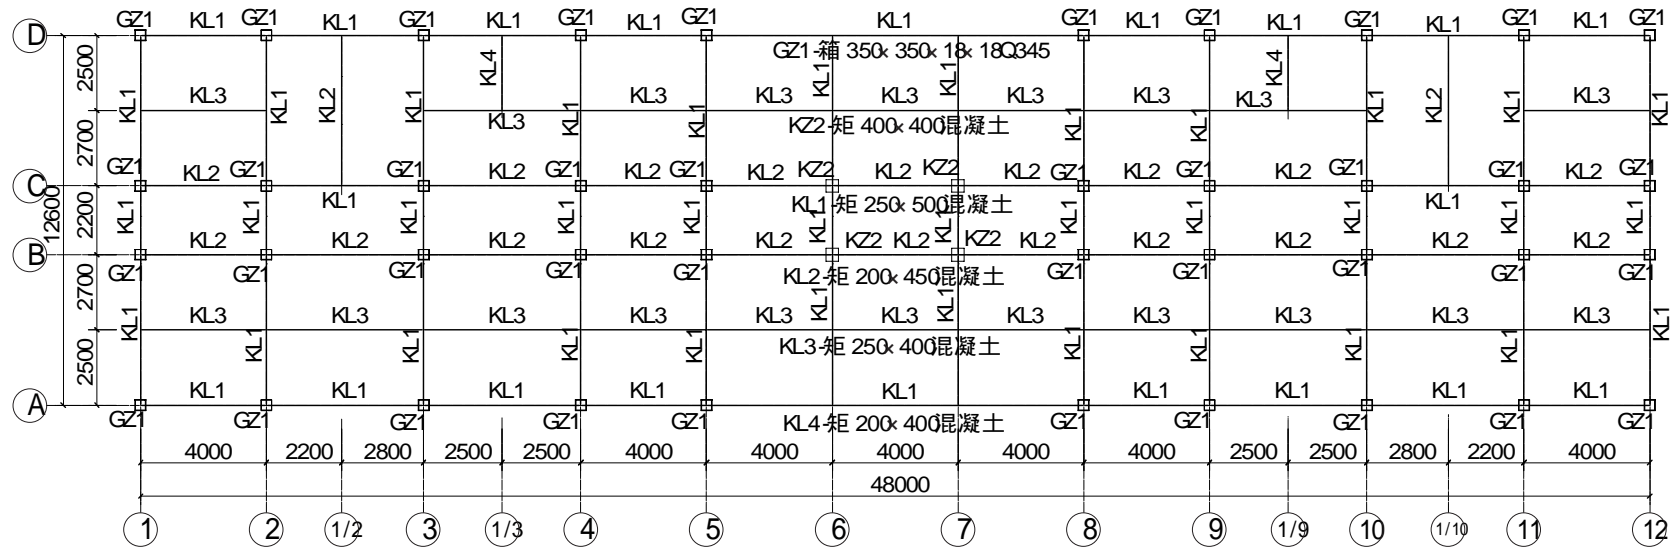 GZ1 KL1 GZ1 KL1 GZ1 KL1 GZ1 KL1 GZ1 KL1 GZ1 KL1 GZ1 KL1 GZ1 KL1 GZ1 KL1 GZ1
D
GZ1-箱 350x 350x 18x 18Q345
2500 KL4 KL1 KL1 KL4
KL1 KL3 KL1 KL2 KL1 KL3 KL3 KL3 KL3 KL3 KL3 KL1 KL2 KL1 KL3 KL1
KL3 KL1 KL1 KZ2-矩 400x 400混凝土 KL1 KL1
2700
GZ1 KL2 GZ1 GZ1 KL2 GZ1 KL2 GZ1 KL2 KZ2 KL2 KZ2 KL2 GZ1 KL2 GZ1 KL2 GZ1 GZ1 KL2 GZ1
C
KL1 KL1-矩 250x 500混凝土 KL1
12600 2200 KL1 KL1 KL1 KL1 KL1 KL1 KL1 KL1 KL1 KL1 KL1 KL1
KL2 KL2 KL2 KL2 KL2 KZ2 KL2 KZ2 KL2 KL2 KL2 KL2 KL2
B
GZ1 GZ1 GZ1 GZ1 GZ1 GZ1 GZ1 GZ1 GZ1 GZ1
KL2-矩 200x 450混凝土
2700 KL1 KL1
KL1 KL3 KL3 KL3 KL3 KL3 KL3 KL3 KL3 KL3 KL3 KL3 KL1
KL1 KL1 KL1 KL1 KL3-矩 250x 400混凝土 KL1 KL1 KL1 KL1
2500
KL1 KL1 KL1 KL1 KL1 KL1 KL1 KL1 KL1
A
GZ1 GZ1 GZ1 GZ1 GZ1 KL4-矩 200x 400混凝土 GZ1 GZ1 GZ1 GZ1 GZ1
4000 2200 2800 2500 2500 4000 4000 4000 4000 4000 2500 2500 2800 2200 4000
48000
1 2 1/2 3 1/3 4 5 6 7 8 9 1/9 10 1/10 11 12